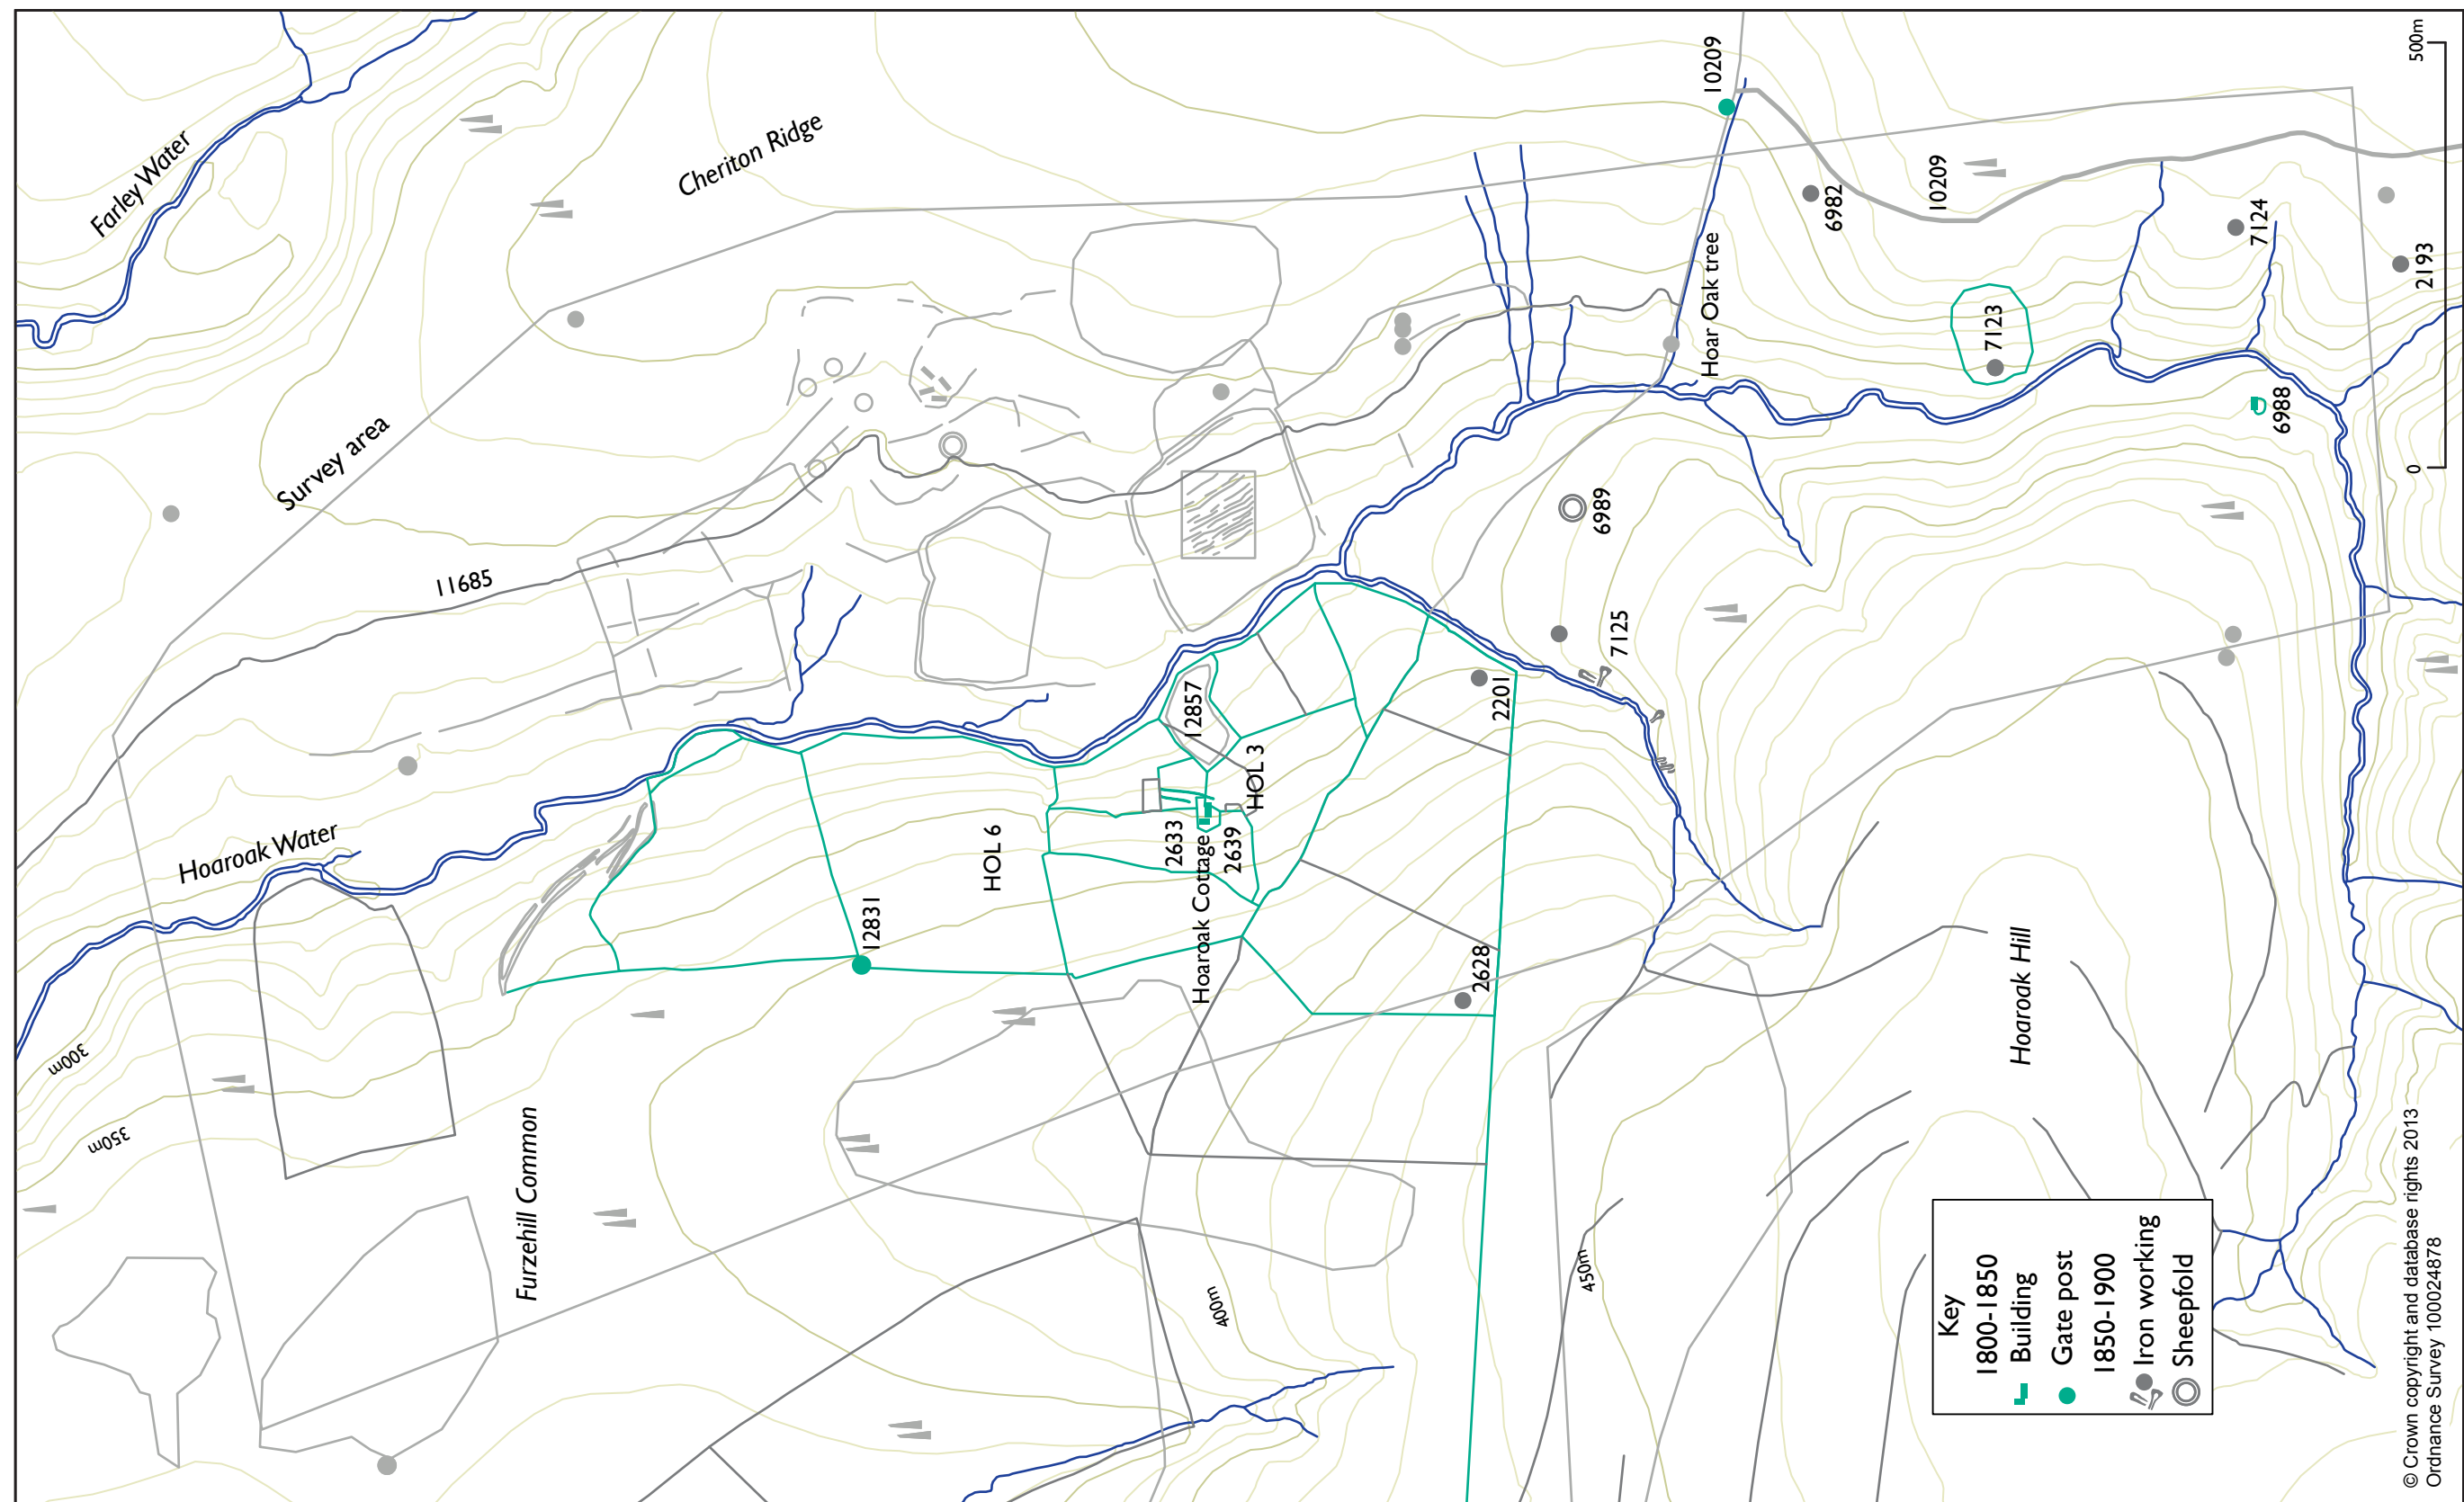 Farley Water
Cheriton Ridge
Survey area
11685
Hoaroak Water
300m
350m
Furzehill Common
12831
HOL 6
12857
HOL 3
2633
Hoaroak Cottage
2639
2201
2628
7125
6989
Hoar Oak tree
10209
6982
10209
7123
7124
2193
6988
Hoaroak Hill
400m
450m
0
500m
Key
1800-1850
Building
Gate post
1850-1900
Iron working
Sheepfold
© Crown copyright and database rights 2013
Ordnance Survey 100024878